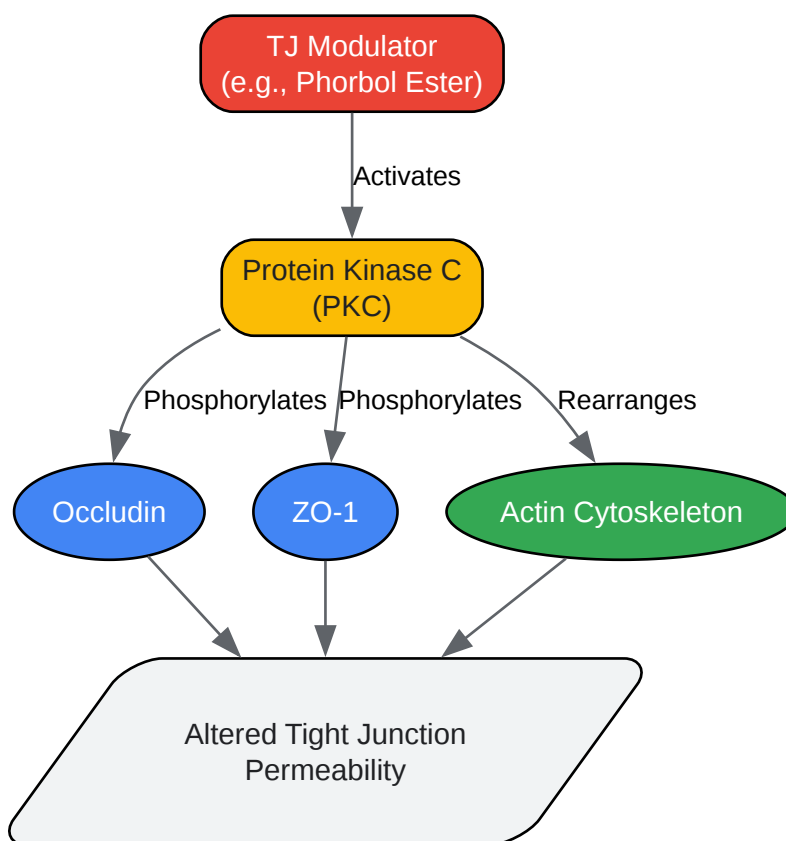 TJ Modulator
(e.g., Phorbol Ester)
Activates
Protein Kinase C
(PKC)
Phosphorylates
Phosphorylates
Rearranges
Occludin
ZO-1
Actin Cytoskeleton
Altered Tight Junction
Permeability